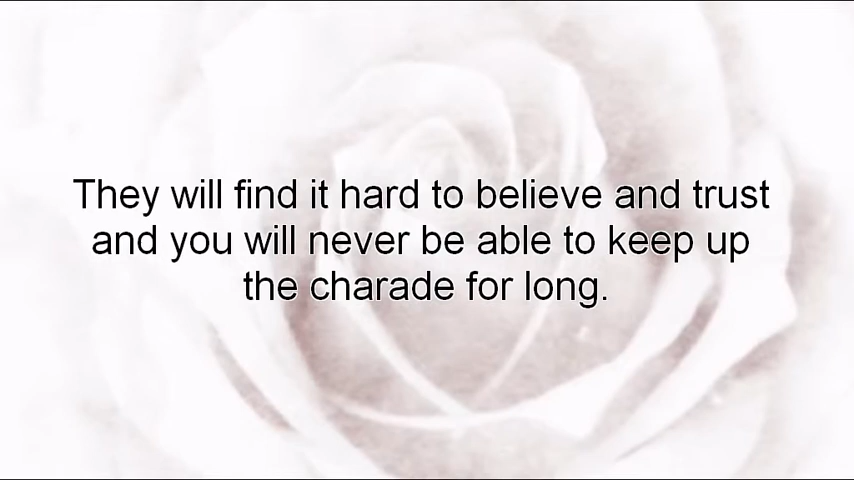 They will find it hard to believe and trust
and you will never be able to keep up
the charade for long.